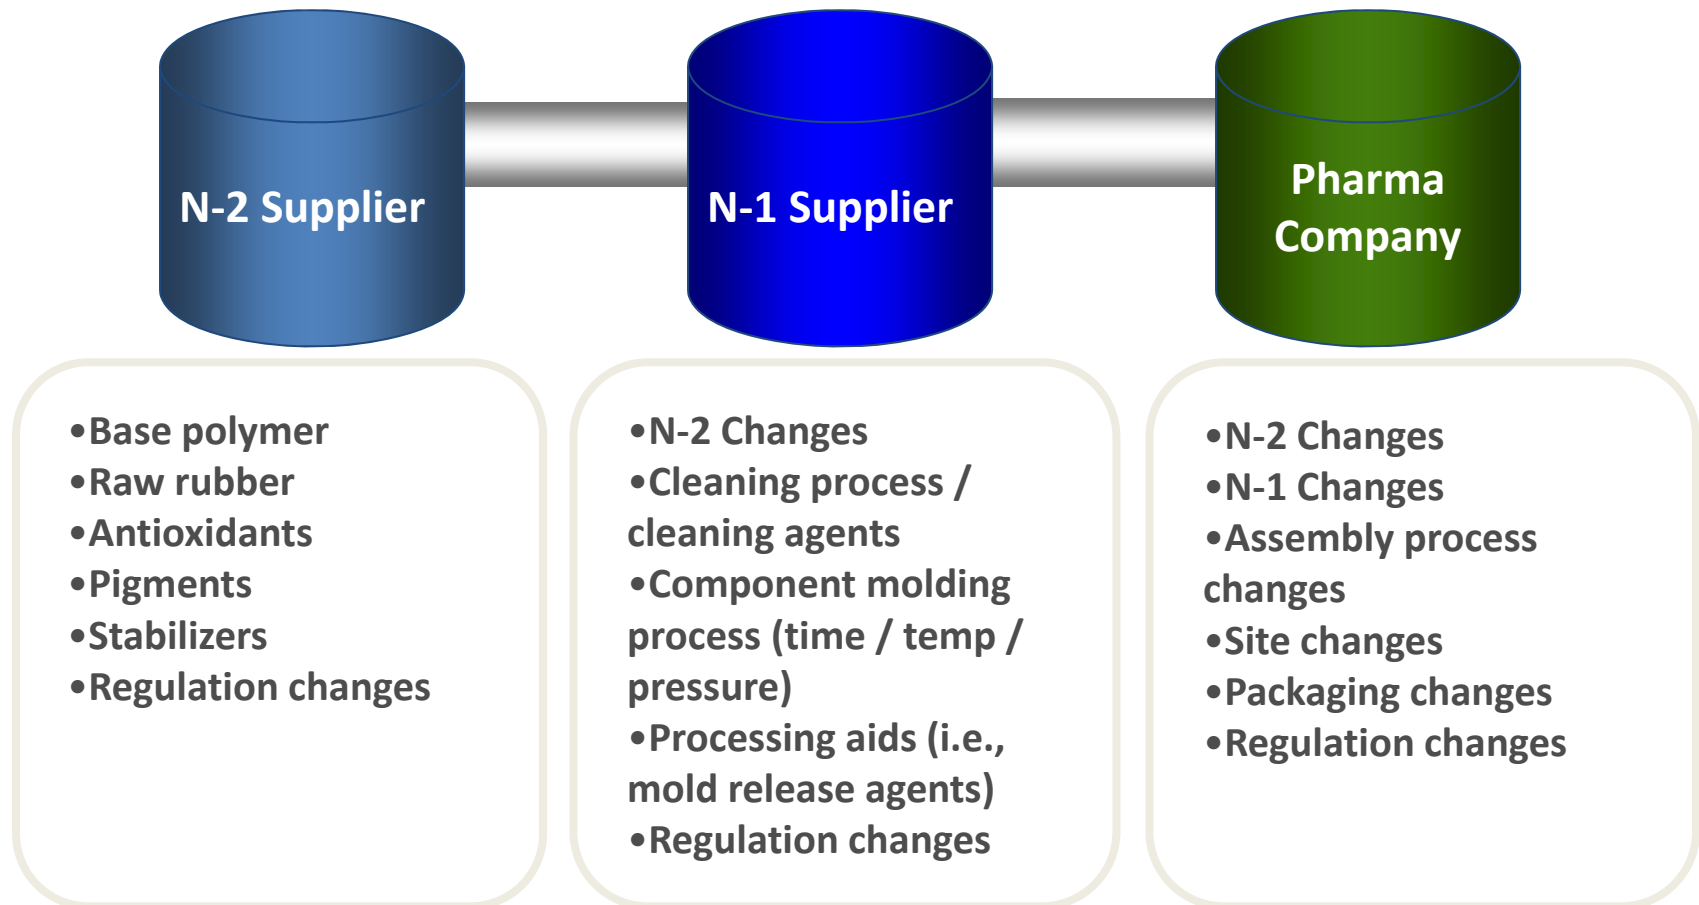 N-2 Supplier
N-1 Supplier
Pharma
Company
•Base polymer
•Raw rubber
•Antioxidants
•Pigments
•Stabilizers
•Regulation changes
•N-2 Changes
•Cleaning process /
cleaning agents
•Component molding
process (time / temp /
pressure)
•Processing aids (i.e.,
mold release agents)
•Regulation changes
•N-2 Changes
•N-1 Changes
•Assembly process
changes
•Site changes
•Packaging changes
•Regulation changes